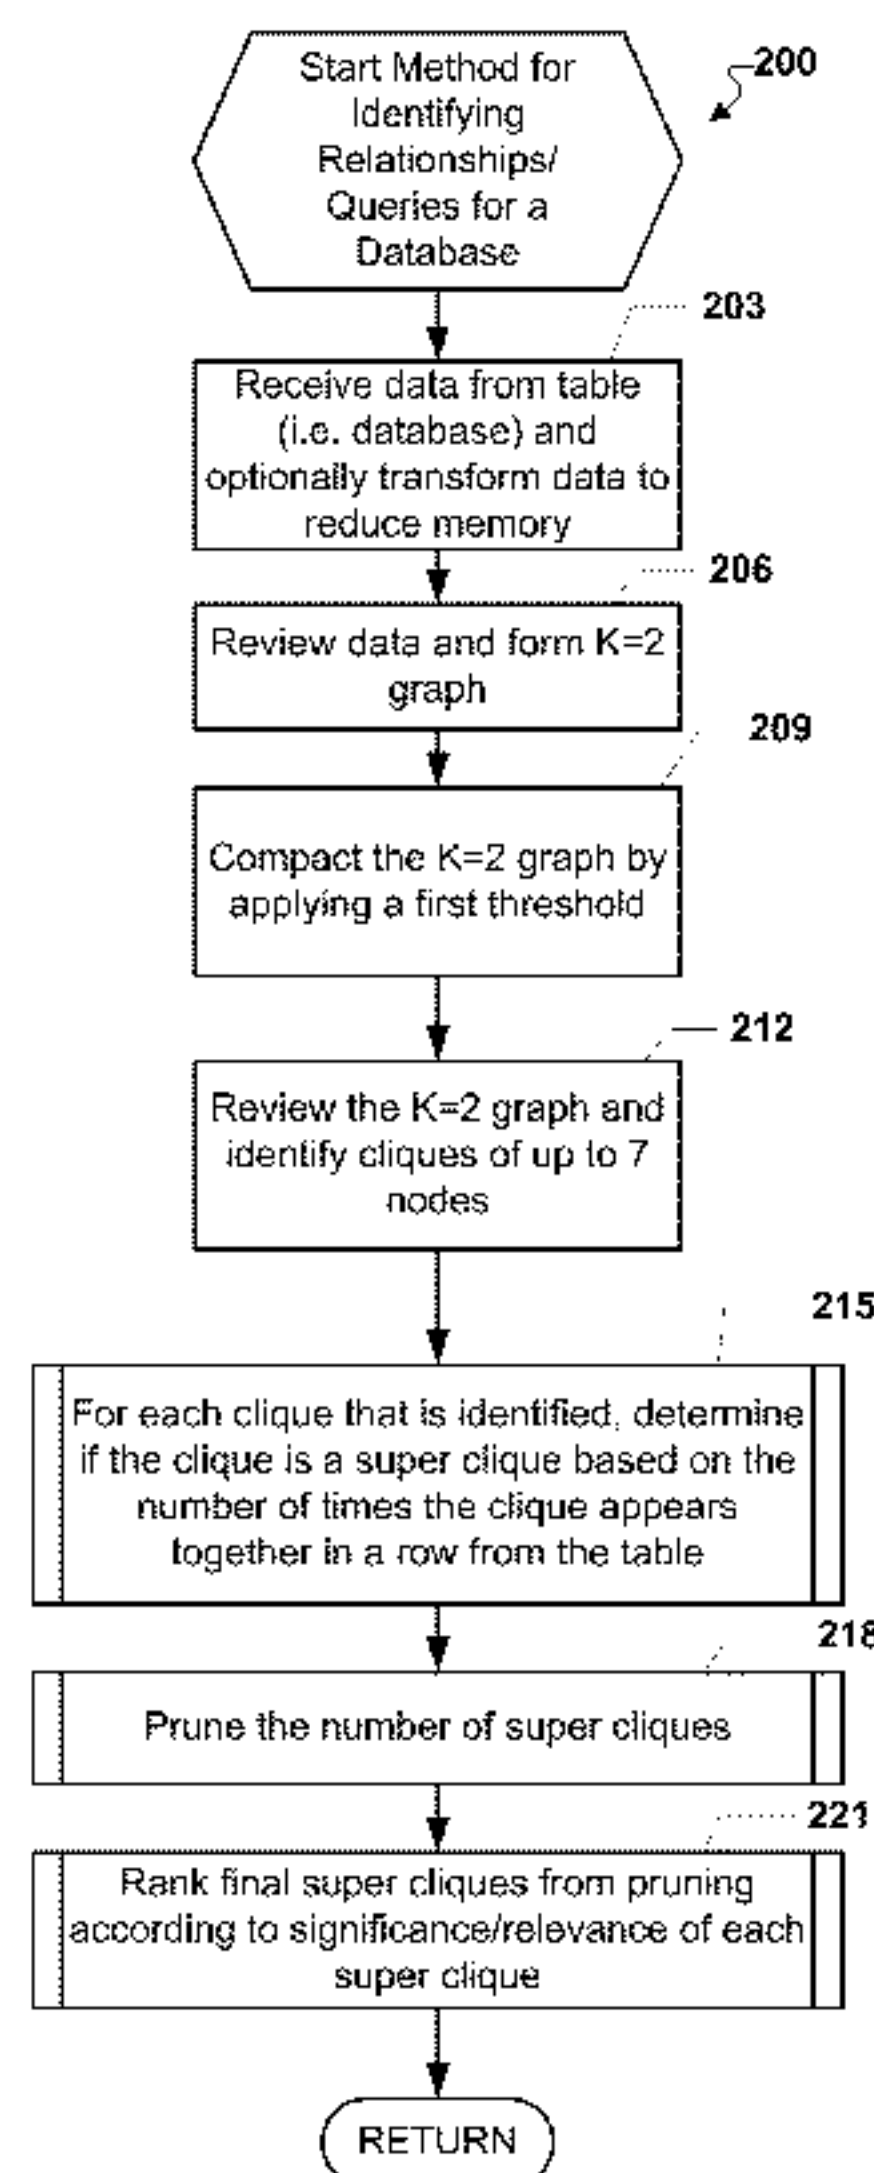 Start Method for
Identifying
Relationships/
Queries for a
Database
200
203
Receive data from table
(i.e. database) and
optionally transform data to
reduce memory
206
Review data and form K=2
graph
209
Compact the K=2 graph by
applying a first threshold
212
Review the K=2 graph and
identify cliques of up to 7
nodes
215
For each clique that is identified, determine
if the clique is a super clique based on the
number of times the clique appears
together in a row from the table
218
Prune the number of super cliques
221
Rank final super cliques from pruning
according to significance/relevance of each
super clique
RETURN